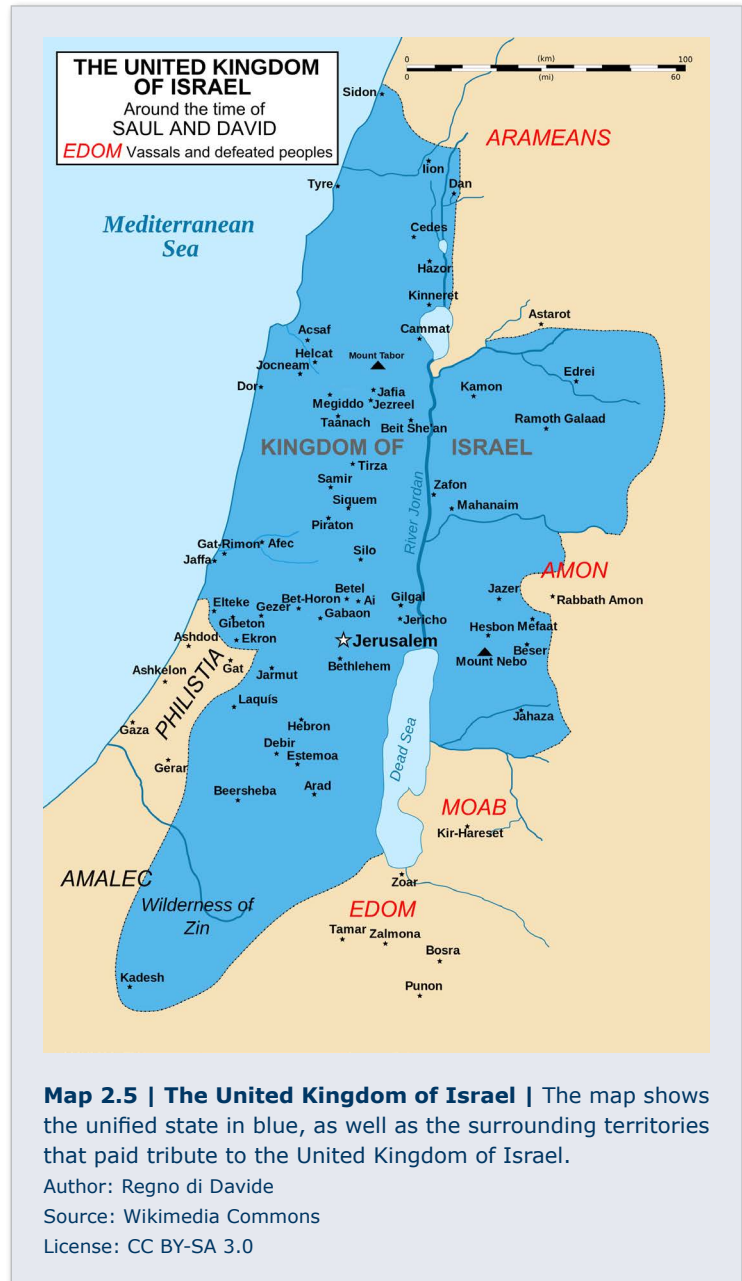 THE UNITED KINGDOM
OF ISRAEL
Around the time of
SAUL AND DAVID
EDOM Vassals and defeated peoples
0 (km) 100
0 (mi) 60
Sidon
ARAMEANS
Iion
Tyre
Dan
Mediterranean
Sea
Cedes
Hazor
Kinneret
Astarot
Acsaf
Cammat
Helcat
Mount Tabor
Jocneam
Edrei
Dor
Jafia
Kamon
Megiddo
Jezreel
Taanach
Ramoth Galaad
Beit She'an
KINGDOM OF ISRAEL
Tirza
Samir
Zafon
Siquem
Mahanaim
River Jordan
Piraton
Gat-Rimon
Afec
Silo
Jaffa
AMON
Betel
Gilgal
Jazer
Elteke
Bet-Horon
Ai
Rabbath Amon
Gezer
Gabaon
Gibeton
Jericho
Hesbon
Mefaat
Ashdod
Ekron
Jerusalem
Beser
Bethlehem
Mount Nebo
Ashkelon
PHILISTIA
Gat
Jarmut
Laquís
Gaza
Hebron
Jahaza
Dead Sea
Debir
Estemoa
Gerar
Beersheba
Arad
MOAB
Kir-Hareset
AMALEC
Zoar
Wilderness of
Zin
EDOM
Tamar
Zalmona
Bosra
Kadesh
Punon
Map 2.5 | The United Kingdom of Israel | The map shows
the unified state in blue, as well as the surrounding territories
that paid tribute to the United Kingdom of Israel.
Author: Regno di Davide
Source: Wikimedia Commons
License: CC BY-SA 3.0